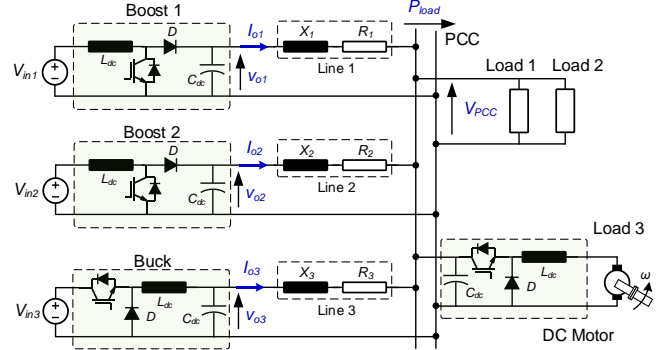 Boost 1
D
L_dc
V_in1
C_dc
I_o1
v_o1
X_1
R_1
Line 1
P_load
PCC
V_PCC
Load 1
Load 2
Boost 2
D
L_dc
V_in2
C_dc
I_o2
v_o2
X_2
R_2
Line 2
Buck
L_dc
V_in3
D
C_dc
I_o3
v_o3
X_3
R_3
Line 3
Load 3
C_dc
D
L_dc
ω
DC Motor